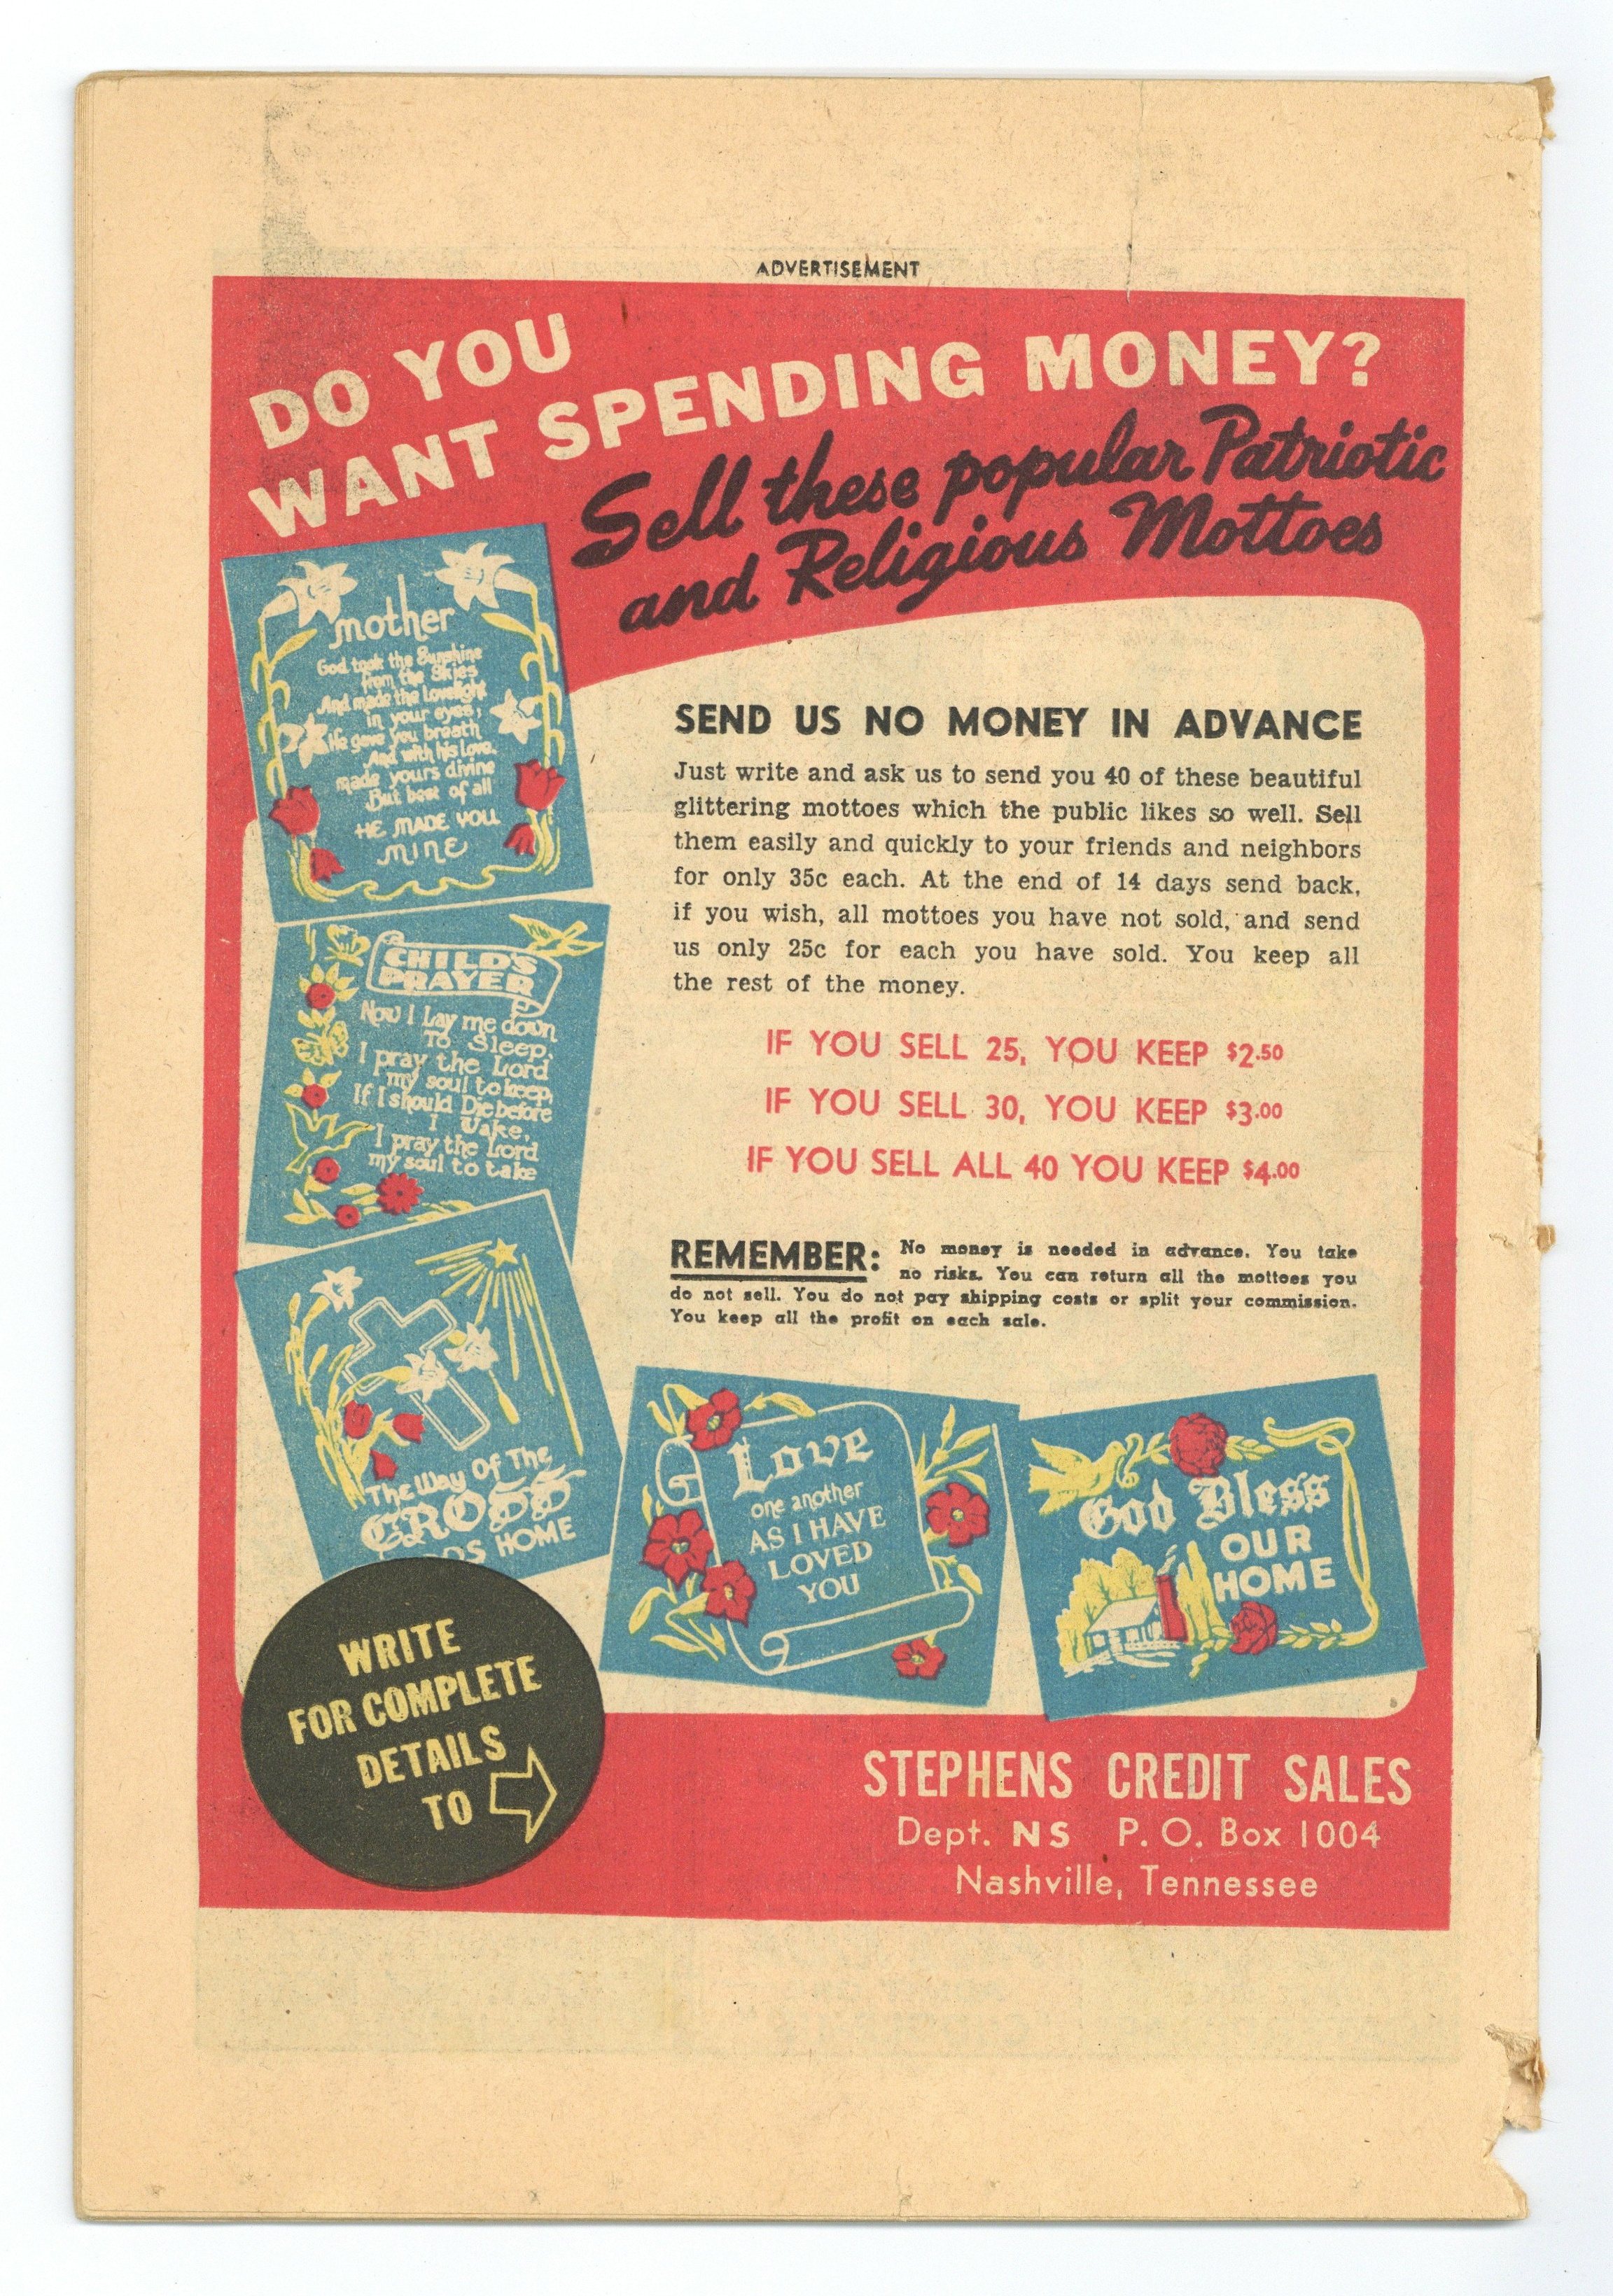 ADVERTISEMENT
DO YOU
WANT SPENDING MONEY?
Sell these popular Patriotic
and Religious Mottoes
mother
God took the Sunshine
from the Skies
And made the Lovelight
in your eyes;
He gave you breath
And with his Love,
made yours divine
But best of all
HE MADE YOU
MINE
CHILD'S
PRAYER
Now I Lay me down
To Sleep,
I pray the Lord
my soul to keep,
If I should Die before
I Wake,
I pray the Lord
my soul to take
The Way Of The
CROSS
DS HOME
SEND US NO MONEY IN ADVANCE
Just write and ask us to send you 40 of these beautiful
glittering mottoes which the public likes so well. Sell
them easily and quickly to your friends and neighbors
for only 35c each. At the end of 14 days send back,
if you wish, all mottoes you have not sold, and send
us only 25c for each you have sold. You keep all
the rest of the money.
IF YOU SELL 25, YOU KEEP $2.50
IF YOU SELL 30, YOU KEEP $3.00
IF YOU SELL ALL 40 YOU KEEP $4.00
REMEMBER: No money is needed in advance. You take
no risks. You can return all the mottoes you
do not sell. You do not pay shipping costs or split your commission.
You keep all the profit on each sale.
Love
one another
AS I HAVE
LOVED
YOU
God Bless
OUR
HOME
WRITE
FOR COMPLETE
DETAILS
TO
STEPHENS CREDIT SALES
Dept. NS P. O. Box 1004
Nashville, Tennessee